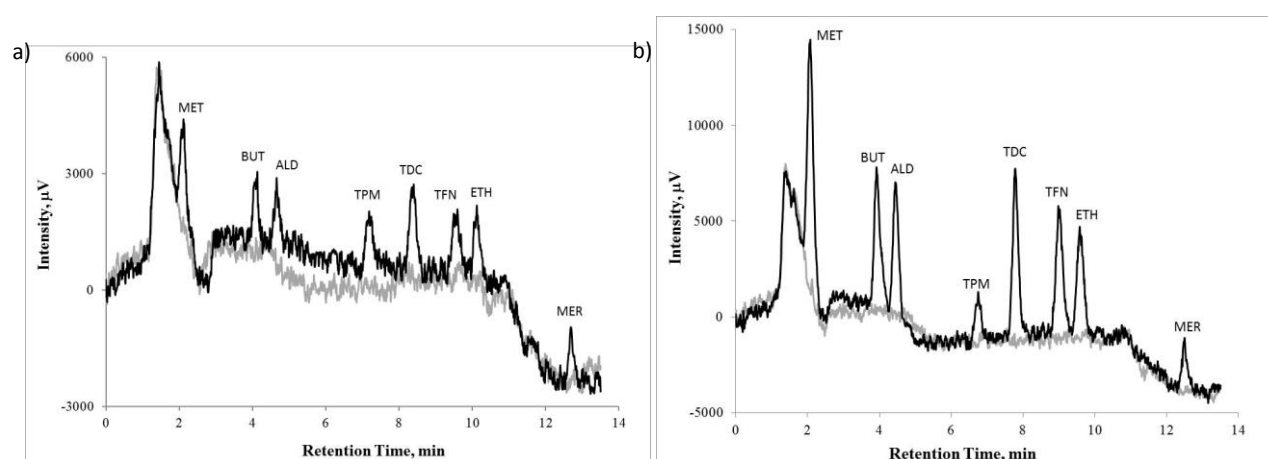 a)
6000
3000
0
-3000
Intensity, µV
MET
BUT
ALD
TPM
TDC
TFN
ETH
MER
0 2 4 6 8 10 12 14
Retention Time, min
b)
15000
10000
5000
0
-5000
Intensity, µV
MET
BUT
ALD
TPM
TDC
TFN
ETH
MER
0 2 4 6 8 10 12 14
Retention Time, min